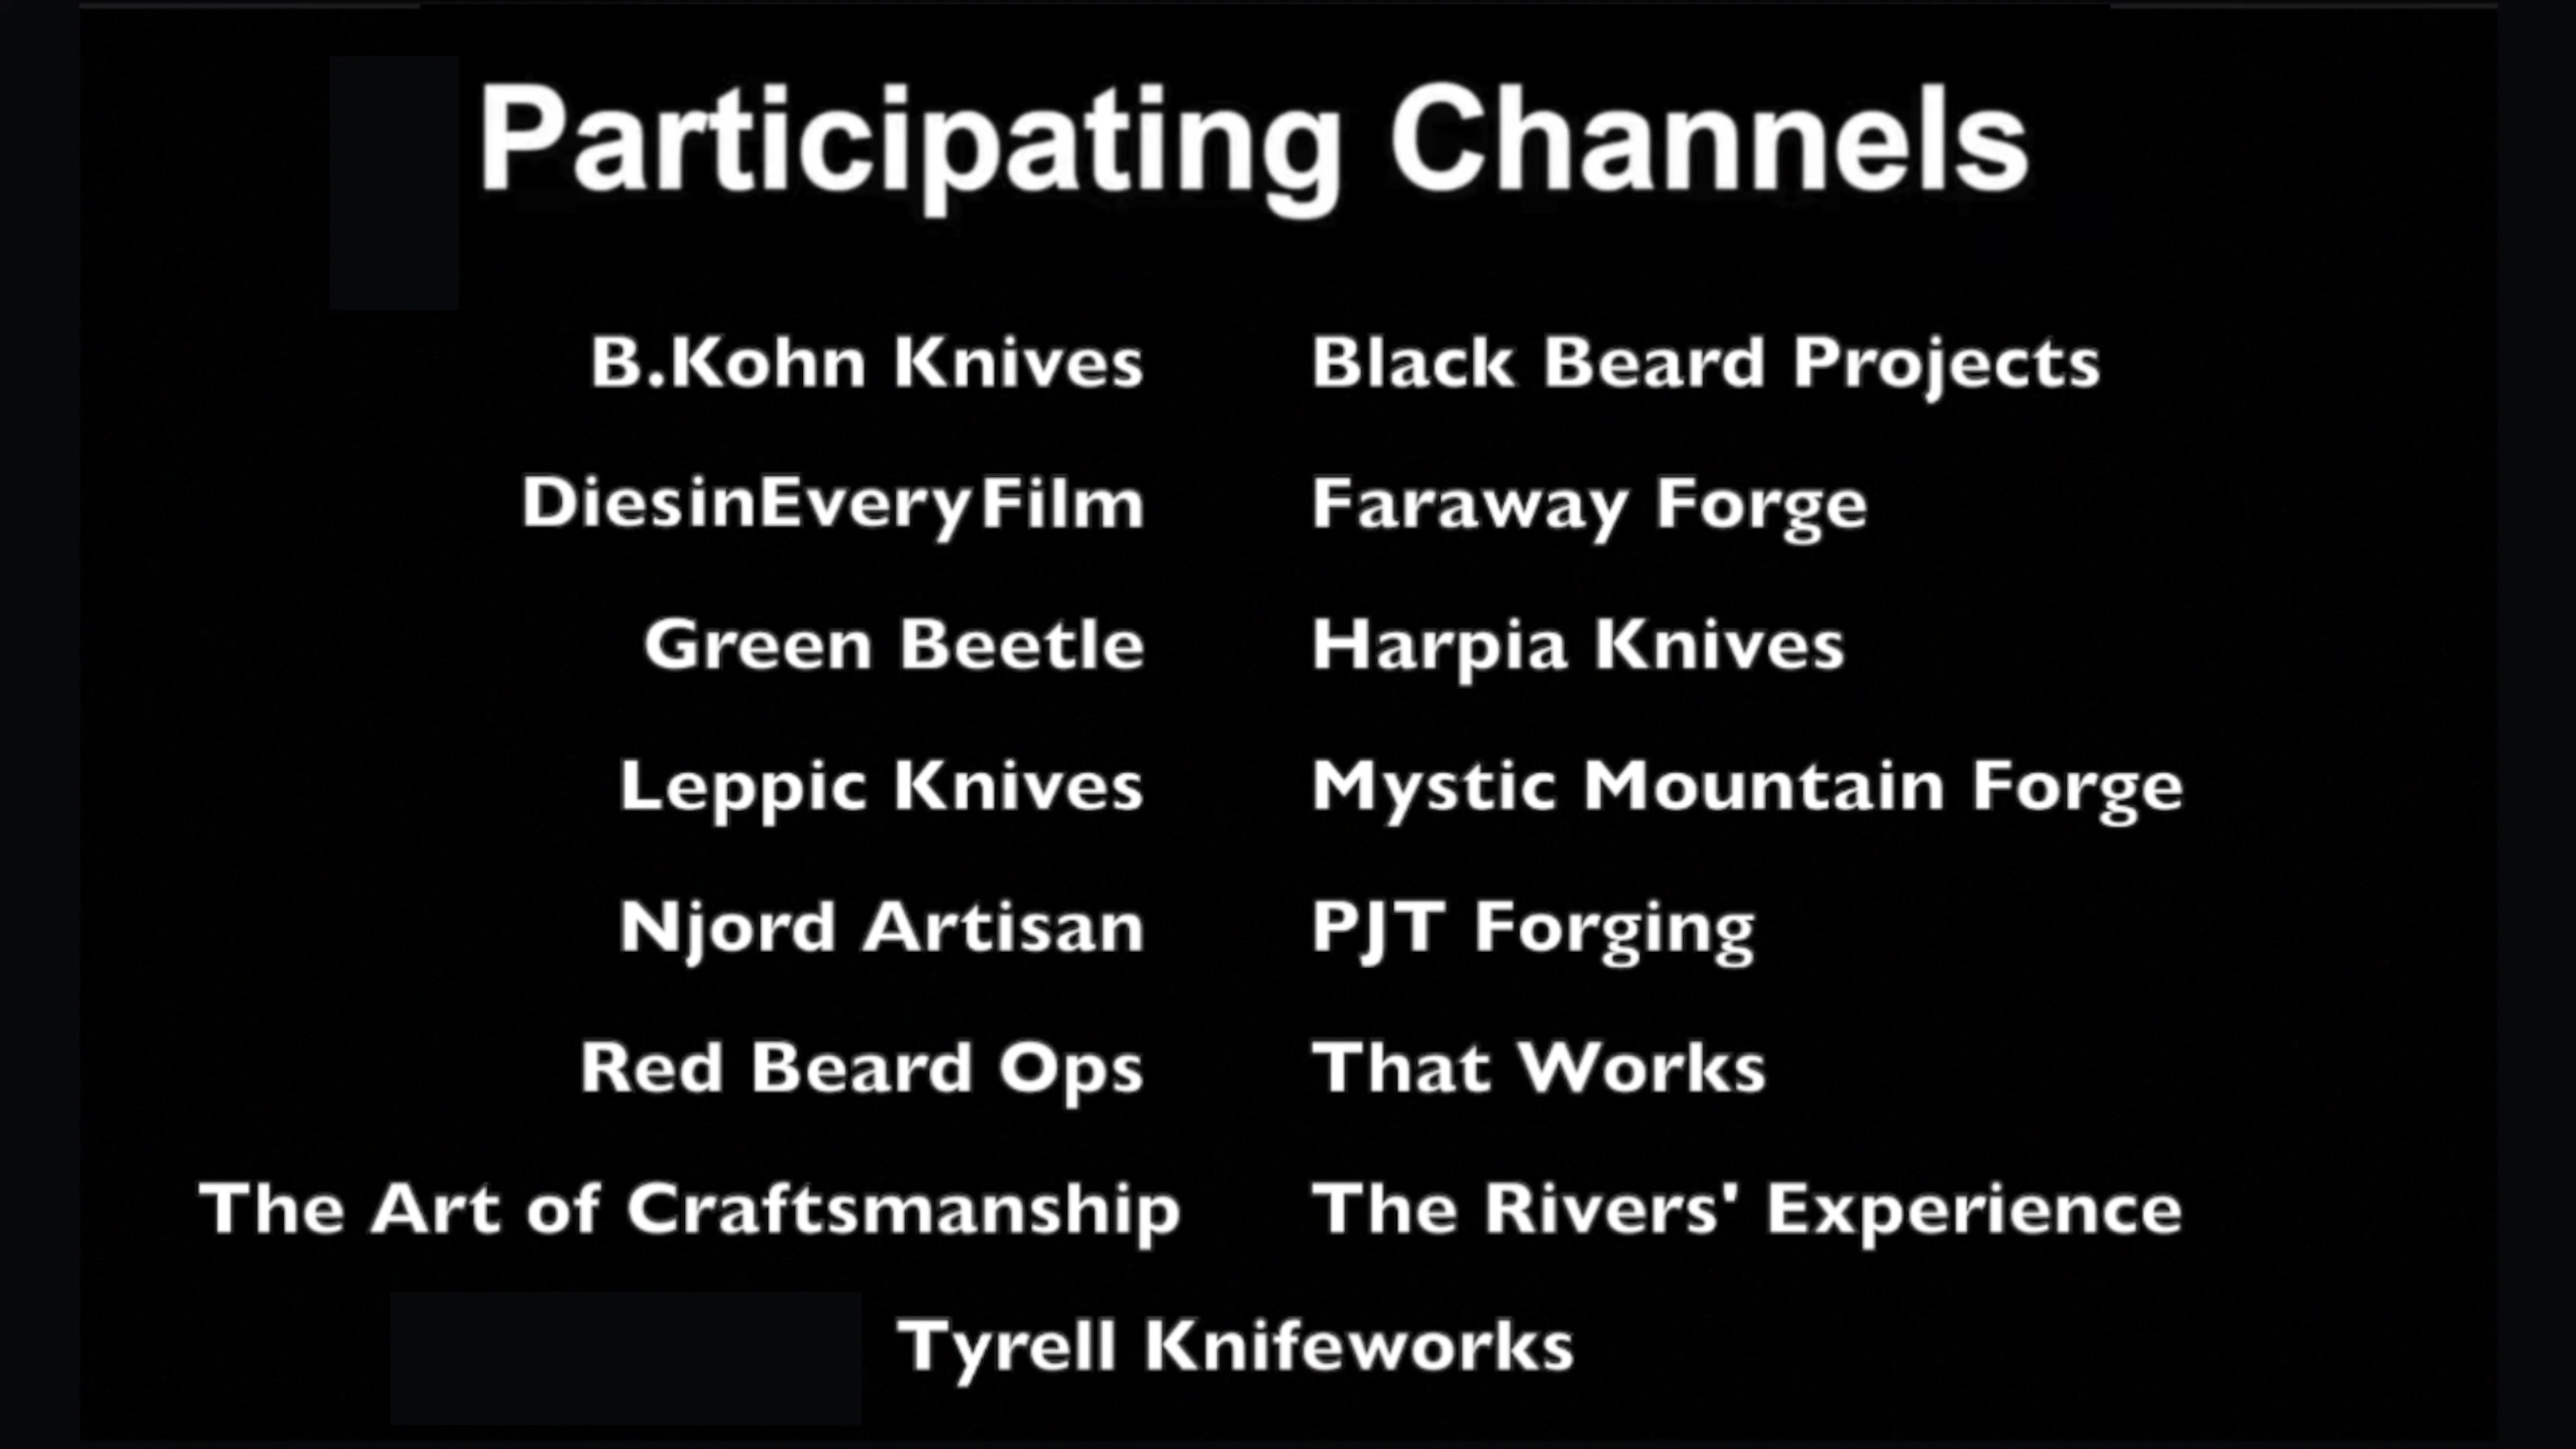 Participating Channels
B.Kohn Knives
Black Beard Projects
DiesinEveryFilm
Faraway Forge
Green Beetle
Harpia Knives
Leppic Knives
Mystic Mountain Forge
Njord Artisan
PJT Forging
Red Beard Ops
That Works
The Art of Craftsmanship
The Rivers' Experience
Tyrell Knifeworks